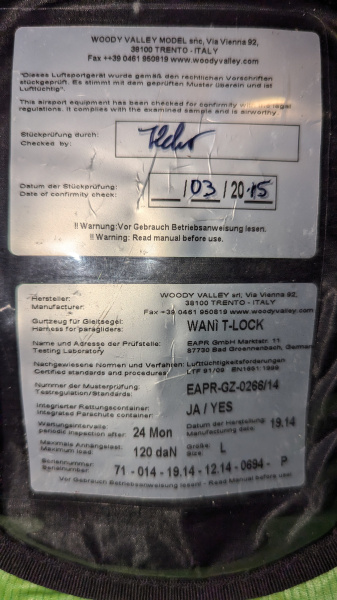 WOODY VALLEY MODEL snc, Via Vienna 92,
38100 TRENTO - ITALY
Fax ++39 0461 950819 www.woodyvalley.com
"Dieses Luftsportgerät wurde gemäß den rechtlichen Vorschriften
stückgeprüft. Es stimmt mit dem geprüften Muster überein und ist
Lufttüchtig".
This airsport equipment has been checked for confirmity with the legal
regulations. It complies with the examined sample and is airworthy.
Stückprüfung durch:
Checked by:
Datum der Stückprüfung: __/03/2015
Date of confirmity check:
!! Warnung: Vor Gebrauch Betriebsanweisung lesen.
!! Warning: Read manual before use.
Hersteller: WOODY VALLEY srl, Via Vienna 92,
Manufacturer: 38100 TRENTO - ITALY
Fax +39 0461 950819 www.woodyvalley.com
Gurtzeug für Gleitsegel: WANI T-LOCK
Harness for paragliders:
Name und Adresse der Prüfstelle: EAPR GmbH Marktstr. 11
Testing Laboratory 87730 Bad Groenenbach, Germany
Nachgewiesene Normen und Verfahren: Lufttüchtigkeitsforderungen
Certified standards and procedures: LTF 91/09 EN1651:1999
Nummer der Musterprüfung: EAPR-GZ-0266/14
Testregulation/Standards:
Integrierter Rettungscontainer: JA / YES
Integrated Parachute container:
Wartungsintervalle: 24 Mon Datum der Herstellung: 19.14
periodic inspection after Manufacturing date:
Maximale Anhängelast: 120 daN Größe: L
Maximum load: Size:
Seriennummer: 71 - 014 - 19.14 - 12.14 - 0694 - P
Serialnumber:
Vor Gebrauch Betriebsanweisung lesen - Read Manual before use!